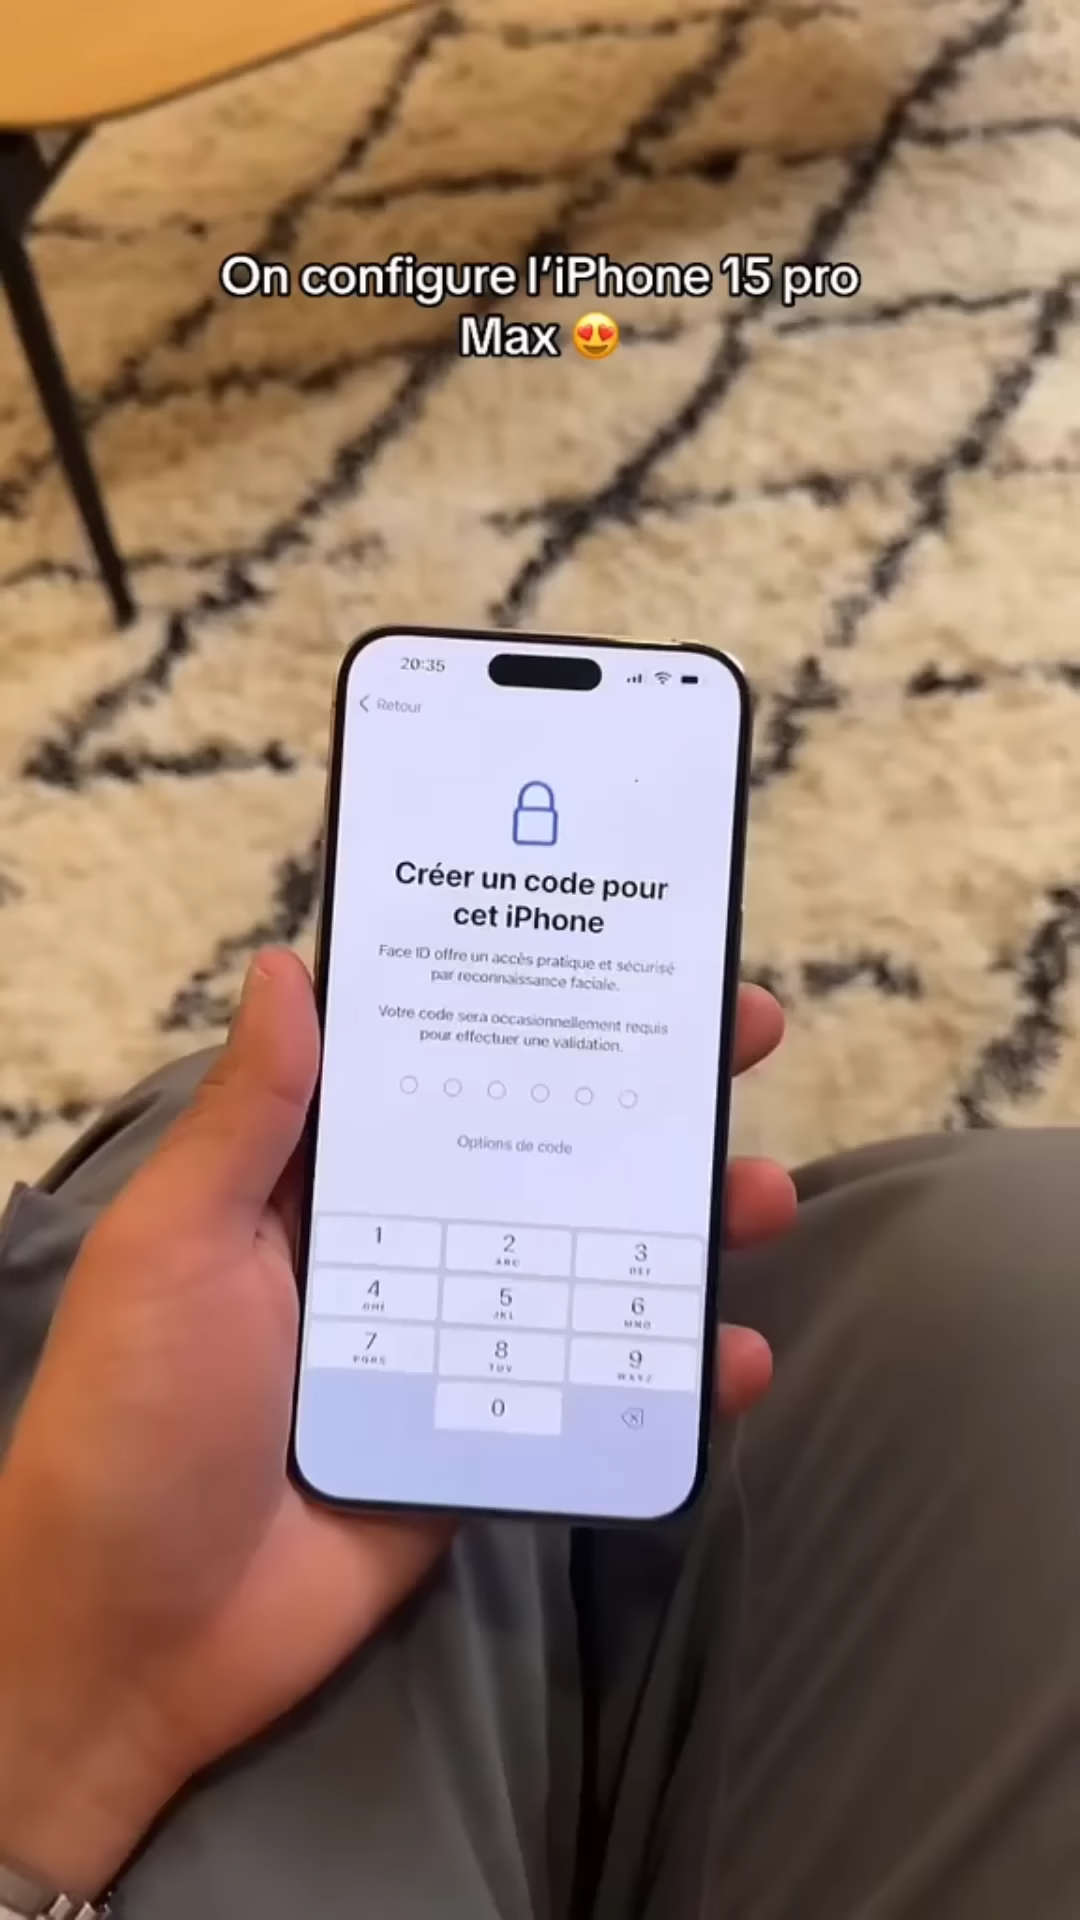 On configure l'iPhone 15 pro
Max 😍
20:35
Retour
Créer un code pour
cet iPhone
Face ID offre un accès pratique et sécurisé
par reconnaissance faciale.
Votre code sera occasionnellement requis
pour effectuer une validation.
Options de code
1
2
ABC
3
DEF
4
GHI
5
JKL
6
MNO
7
PQRS
8
TUV
9
WXYZ
0